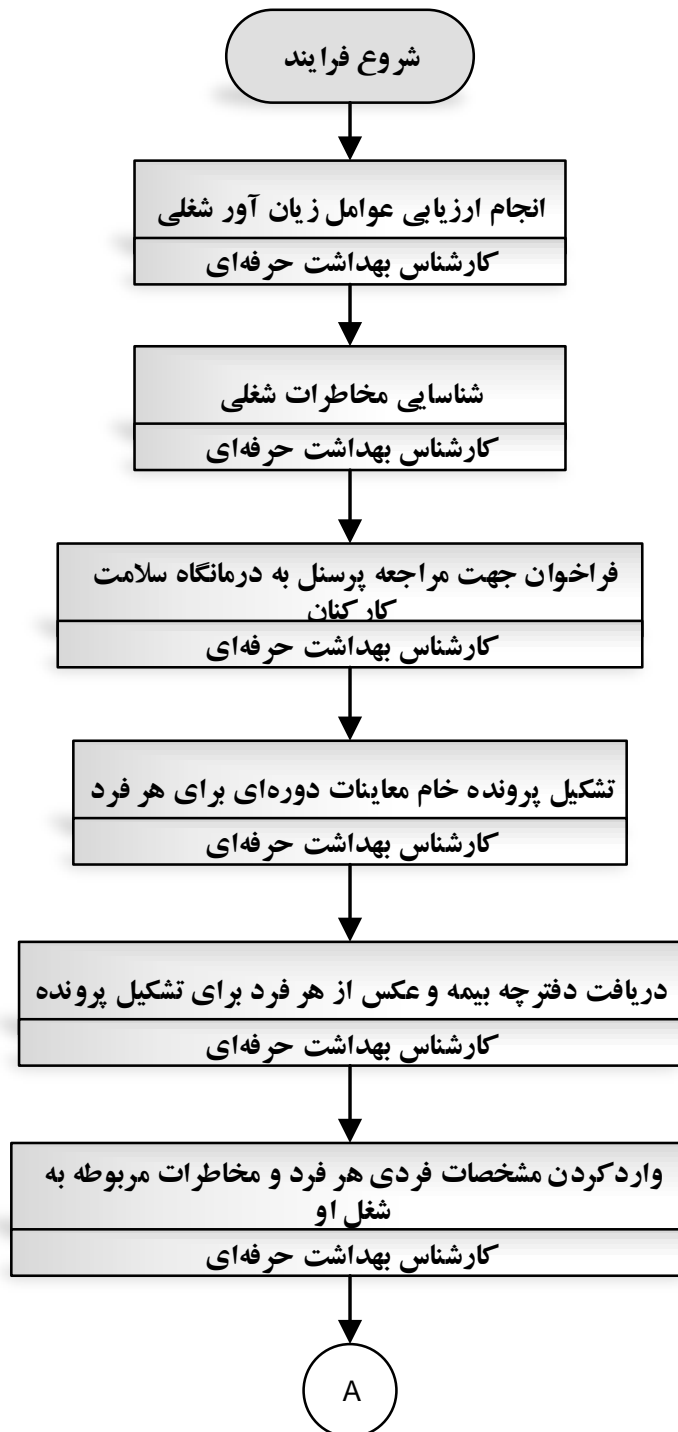 شروع فرایند
انجام ارزیابی عوامل زیان آور شغلی
کارشناس بهداشت حرفه‌ای
شناسایی مخاطرات شغلی
کارشناس بهداشت حرفه‌ای
فراخوان جهت مراجعه پرسنل به درمانگاه سلامت
کارکنان
کارشناس بهداشت حرفه‌ای
تشکیل پرونده خام معاینات دوره‌ای برای هر فرد
کارشناس بهداشت حرفه‌ای
دریافت دفترچه بیمه و عکس از هر فرد برای تشکیل پرونده
کارشناس بهداشت حرفه‌ای
واردکردن مشخصات فردی هر فرد و مخاطرات مربوطه به
شغل او
کارشناس بهداشت حرفه‌ای
A